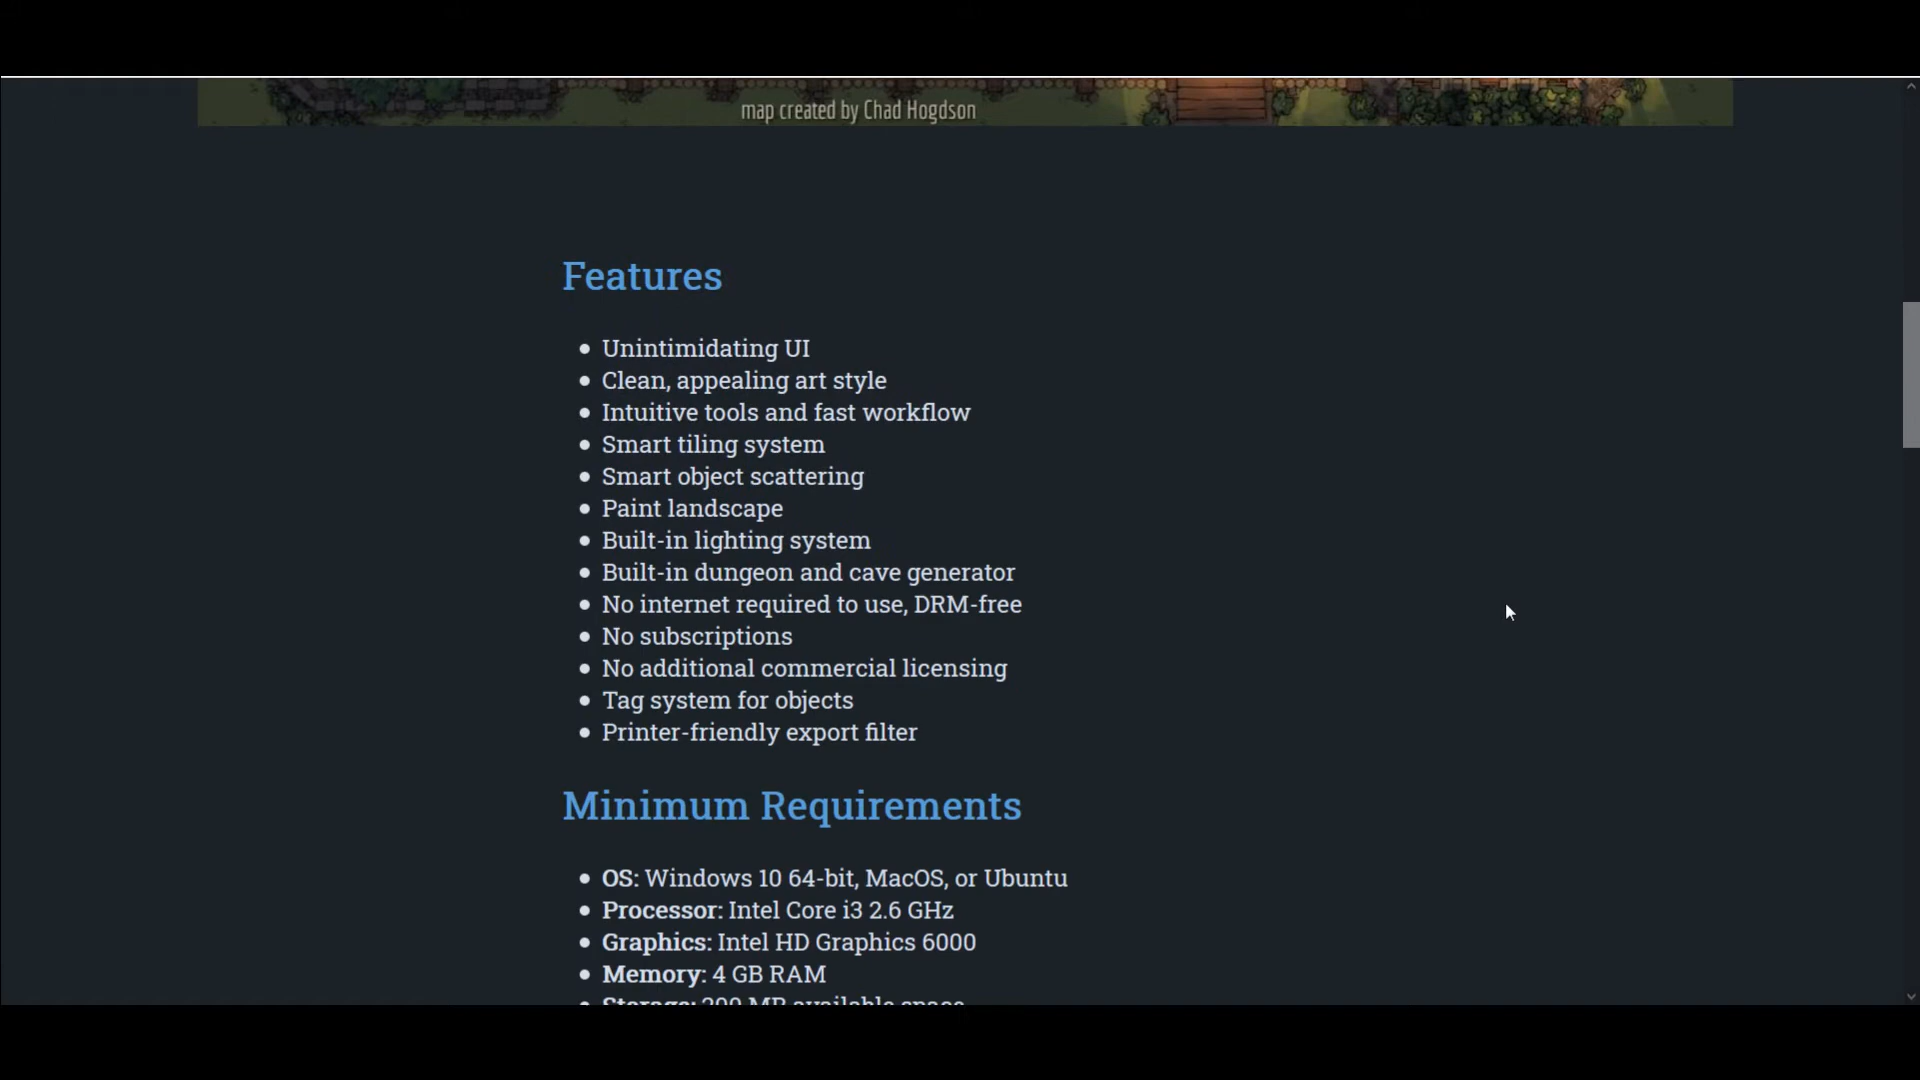 map created by Chad Hogdson
Features
Unintimidating UI
Clean, appealing art style
Intuitive tools and fast workflow
Smart tiling system
Smart object scattering
Paint landscape
Built-in lighting system
Built-in dungeon and cave generator
No internet required to use, DRM-free
No subscriptions
No additional commercial licensing
Tag system for objects
Printer-friendly export filter
Minimum Requirements
OS: Windows 10 64-bit, MacOS, or Ubuntu
Processor: Intel Core i3 2.6 GHz
Graphics: Intel HD Graphics 6000
Memory: 4 GB RAM
Storage: MB available space